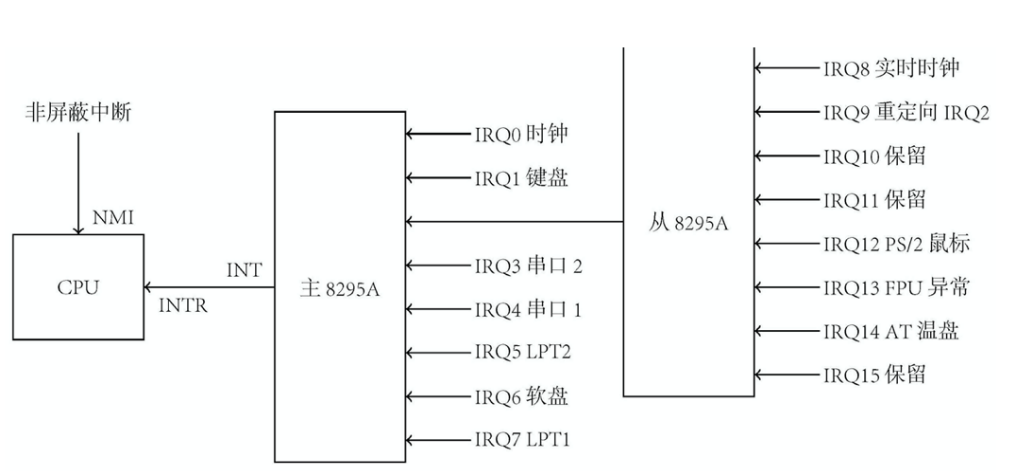 非屏蔽中断
NMI
CPU
INT
INTR
主 8295A
IRQ0 时钟
IRQ1 键盘
IRQ3 串口 2
IRQ4 串口 1
IRQ5 LPT2
IRQ6 软盘
IRQ7 LPT1
从 8295A
IRQ8 实时时钟
IRQ9 重定向 IRQ2
IRQ10 保留
IRQ11 保留
IRQ12 PS/2 鼠标
IRQ13 FPU 异常
IRQ14 AT 温盘
IRQ15 保留